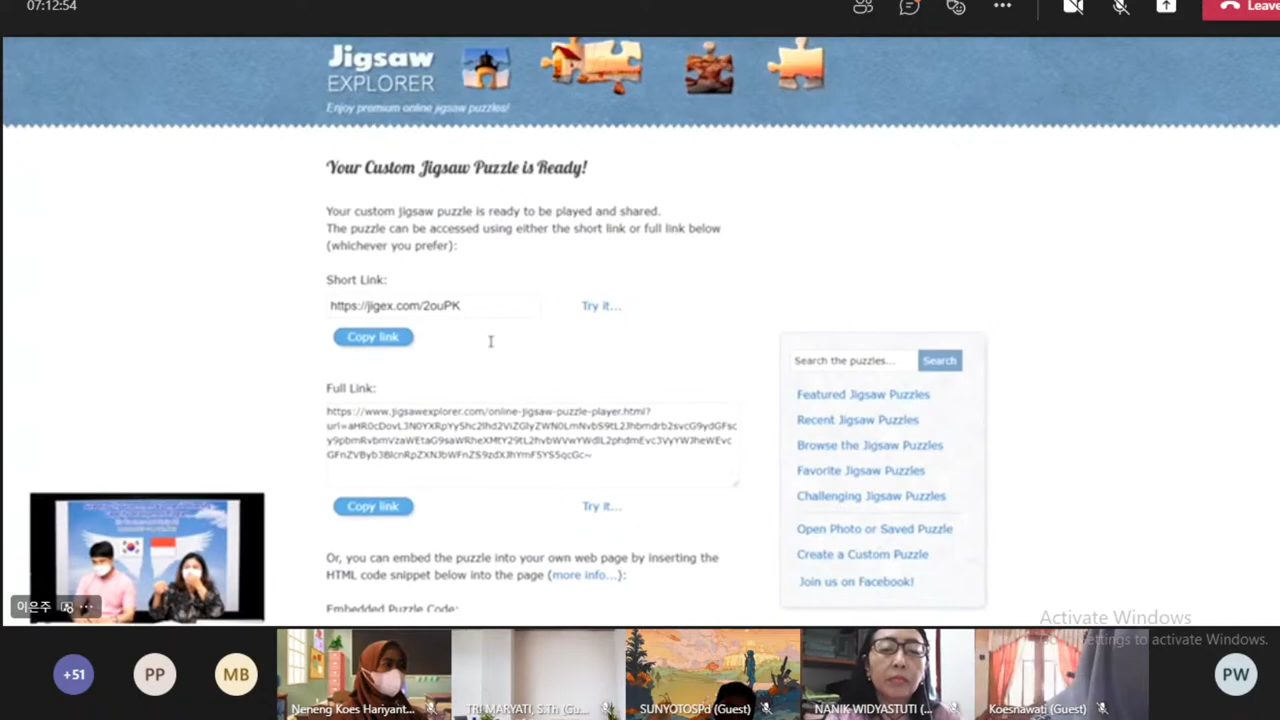 07:12:54
Leave
Jigsaw
EXPLORER
Enjoy premium online jigsaw puzzles!
Your Custom Jigsaw Puzzle is Ready!
Your custom jigsaw puzzle is ready to be played and shared.
The puzzle can be accessed using either the short link or full link below
(whichever you prefer):
Short Link:
https://jigex.com/2ouPK
Try it...
Copy link
Full Link:
https://www.jigsawexplorer.com/online-jigsaw-puzzle-player.html?
Copy link
Try it...
Or, you can embed the puzzle into your own web page by inserting the
HTML code snippet below into the page (more info...):
Embedded Puzzle Code:
Search the puzzles...
Search
Featured Jigsaw Puzzles
Recent Jigsaw Puzzles
Browse the Jigsaw Puzzles
Favorite Jigsaw Puzzles
Challenging Jigsaw Puzzles
Open Photo or Saved Puzzle
Create a Custom Puzzle
Join us on Facebook!
이은주
Activate Windows
settings to activate Windows.
+51
PP
MB
Neneng Koes Hariyant...
TRI MARYATI, S.Th (Gu...
SUNYOTOSPd (Guest)
NANIK WIDYASTUTI (...
Koesnawati (Guest)
PW